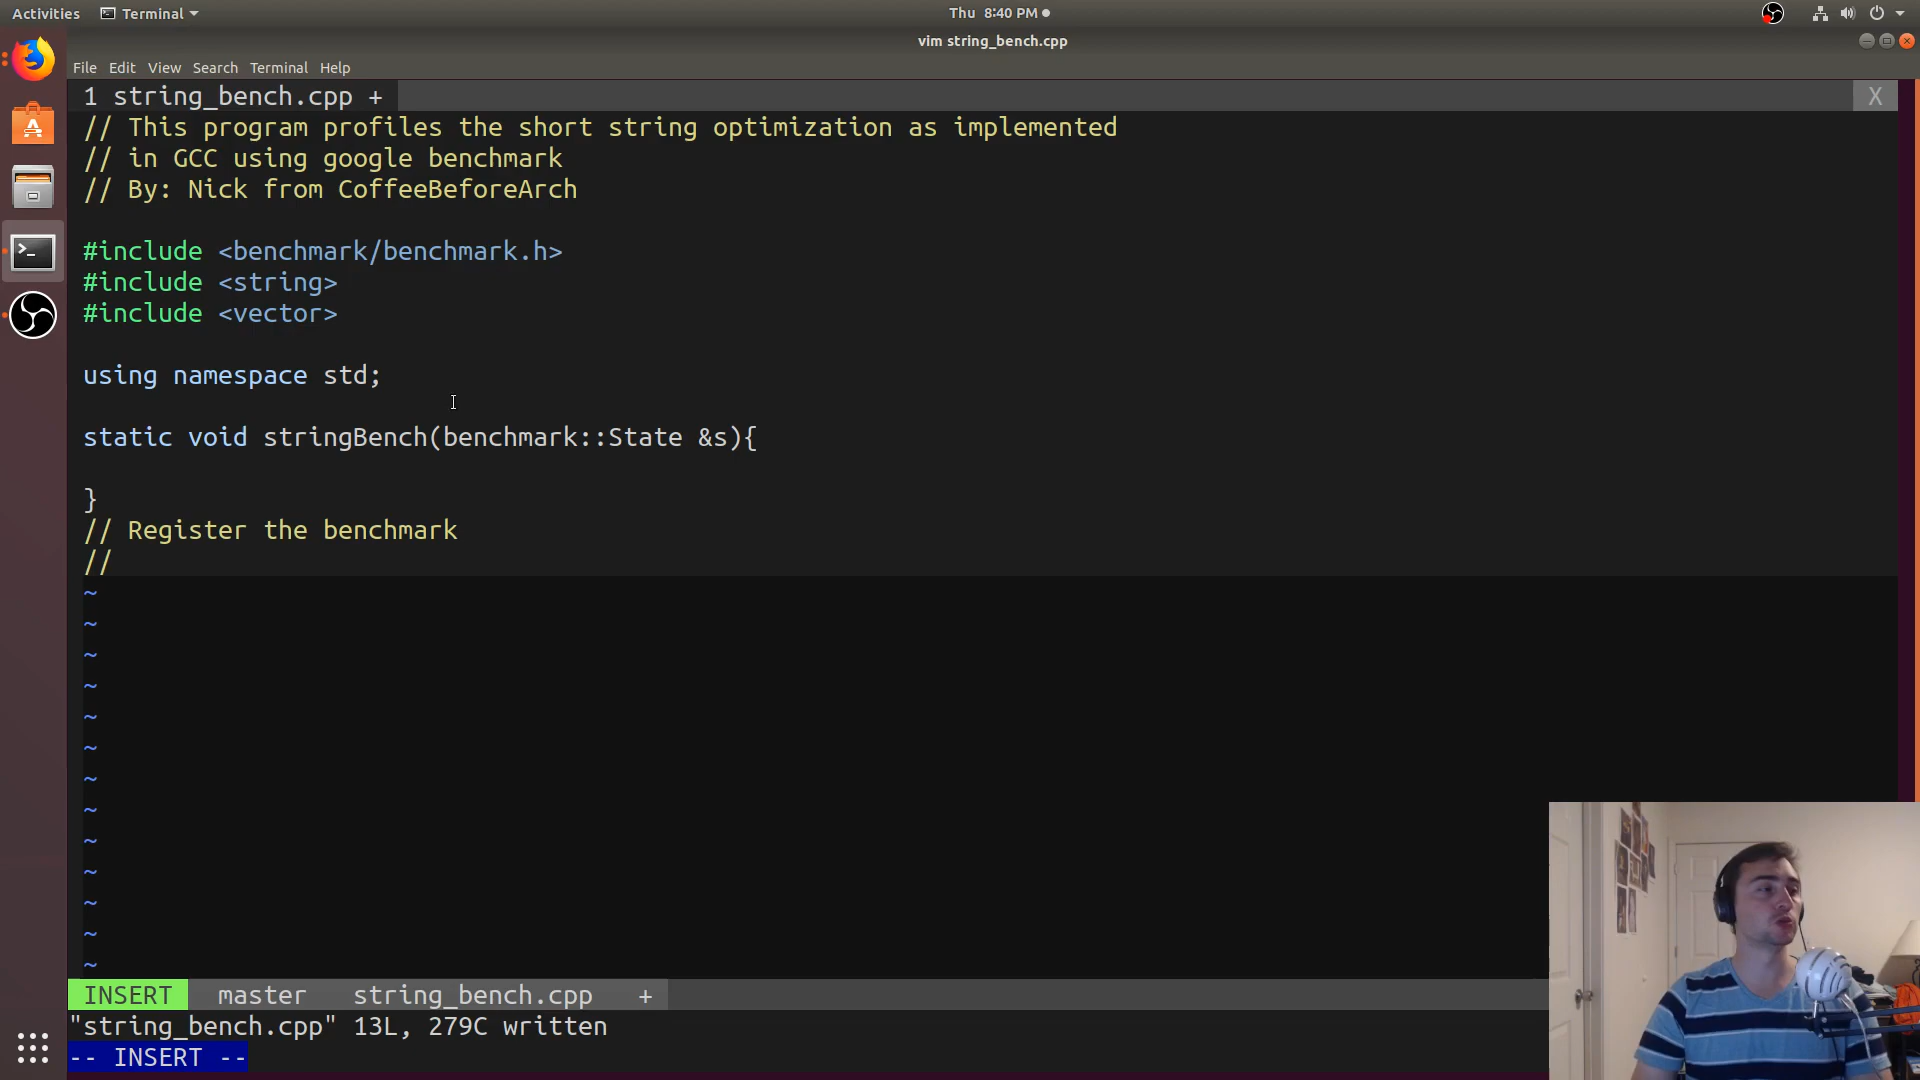 Activities
Terminal
Thu 8:40 PM
vim string_bench.cpp
File Edit View Search Terminal Help
1 string_bench.cpp + X
// This program profiles the short string optimization as implemented
// in GCC using google benchmark
// By: Nick from CoffeeBeforeArch
#include <benchmark/benchmark.h>
#include <string>
#include <vector>
using namespace std;
static void stringBench(benchmark::State &s){
}
// Register the benchmark
//
~
~
~
~
~
~
~
~
~
~
~
~
~
INSERT master string_bench.cpp +
"string_bench.cpp" 13L, 279C written
-- INSERT --